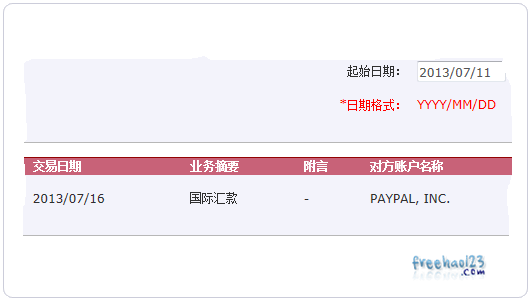 起始日期： 2013/07/11
*日期格式： YYYY/MM/DD
交易日期 业务摘要 附言 对方账户名称
2013/07/16 国际汇款 - PAYPAL, INC.
freehao123
.com